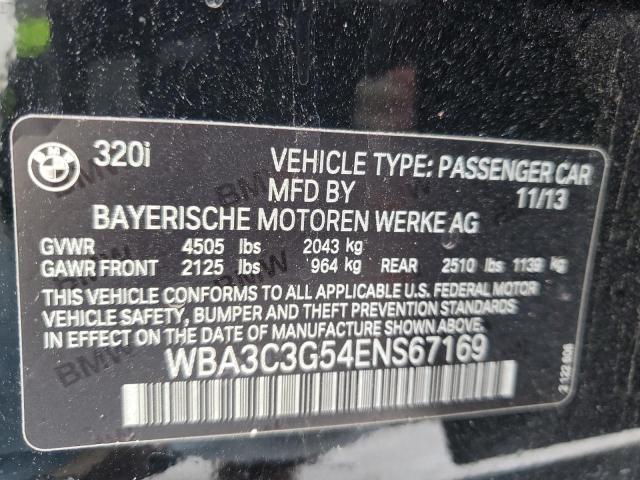 BMW 320i VEHICLE TYPE: PASSENGER CAR
MFD BY 11/13
BAYERISCHE MOTOREN WERKE AG
GVWR 4505 lbs 2043 kg
GAWR FRONT 2125 lbs 964 kg REAR 2510 lbs 1139 kg
THIS VEHICLE CONFORMS TO ALL APPLICABLE U.S. FEDERAL MOTOR
VEHICLE SAFETY, BUMPER AND THEFT PREVENTION STANDARDS
IN EFFECT ON THE DATE OF MANUFACTURE SHOWN ABOVE.
WBA3C3G54ENS67169